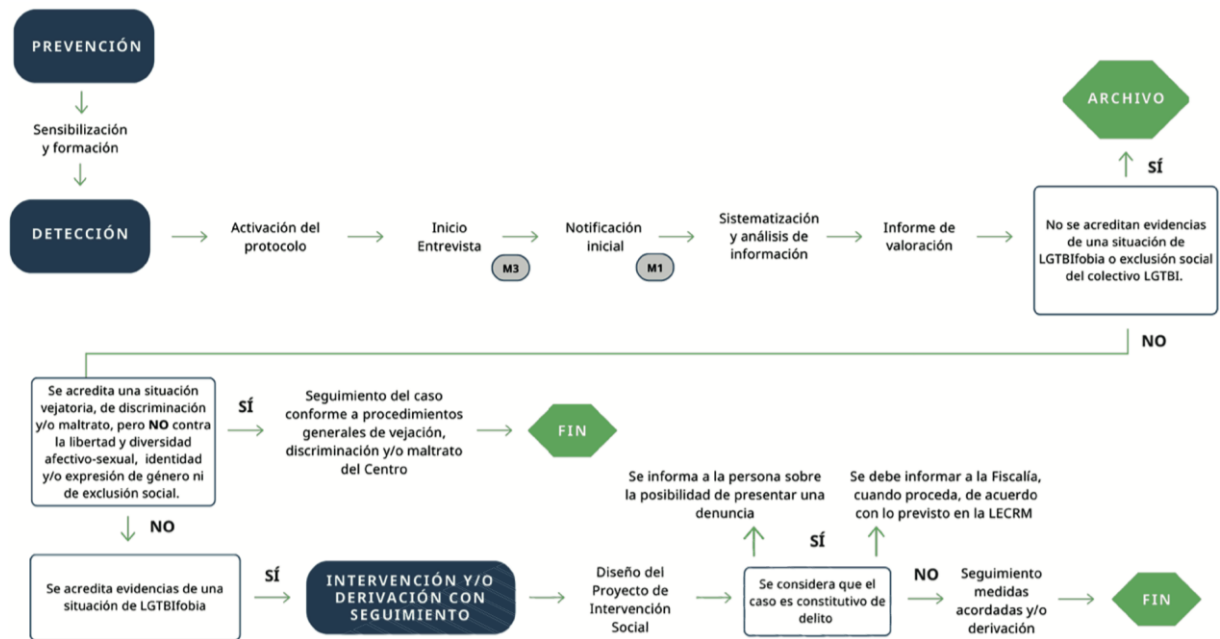 PREVENCIÓN
Sensibilización
y formación
DETECCIÓN
Activación del
protocolo
Inicio
Entrevista
M3
Notificación
inicial
M1
Sistematización
y análisis de
información
Informe de
valoración
No se acreditan evidencias
de una situación de
LGTBIfobia o exclusión social
del colectivo LGTBI.
SÍ
ARCHIVO
NO
Se acredita una situación
vejatoria, de discriminación
y/o maltrato, pero NO contra
la libertad y diversidad
afectivo-sexual, identidad
y/o expresión de género ni
de exclusión social.
SÍ
Seguimiento del caso
conforme a procedimientos
generales de vejación,
discriminación y/o maltrato
del Centro
FIN
NO
Se acredita evidencias de una
situación de LGTBIfobia
SÍ
INTERVENCIÓN Y/O
DERIVACIÓN CON
SEGUIMIENTO
Diseño del
Proyecto de
Intervención
Social
Se considera que el
caso es constitutivo de
delito
SÍ
Se informa a la persona sobre
la posibilidad de presentar una
denuncia
Se debe informar a la Fiscalía,
cuando proceda, de acuerdo
con lo previsto en la LECRM
NO
Seguimiento
medidas
acordadas y/o
derivación
FIN